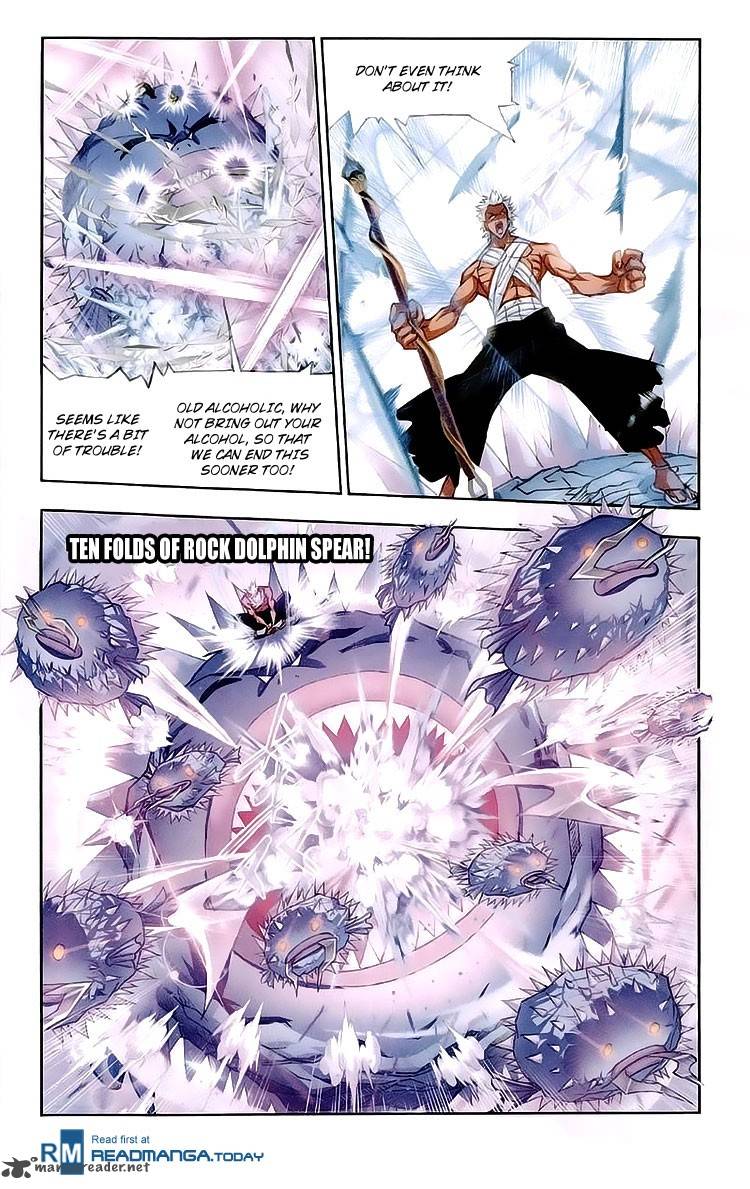 DON'T EVEN THINK
ABOUT IT!
SEEMS LIKE
THERE'S A BIT
OF TROUBLE!
OLD ALCOHOLIC, WHY
NOT BRING OUT YOUR
ALCOHOL, SO THAT
WE CAN END THIS
SOONER TOO!
TEN FOLDS OF ROCK DOLPHIN SPEAR!
RM
Read first at
READMANGA.TODAY
mangareader.net